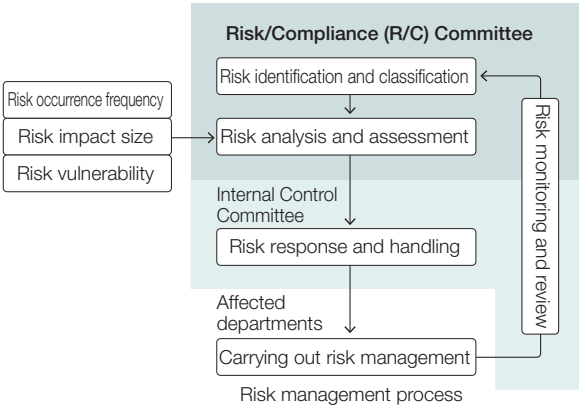 Risk/Compliance (R/C) Committee
Risk identification and classification
Risk occurrence frequency
Risk impact size
Risk vulnerability
Risk analysis and assessment
Internal Control
Committee
Risk response and handling
Affected
departments
Carrying out risk management
Risk monitoring and review
Risk management process